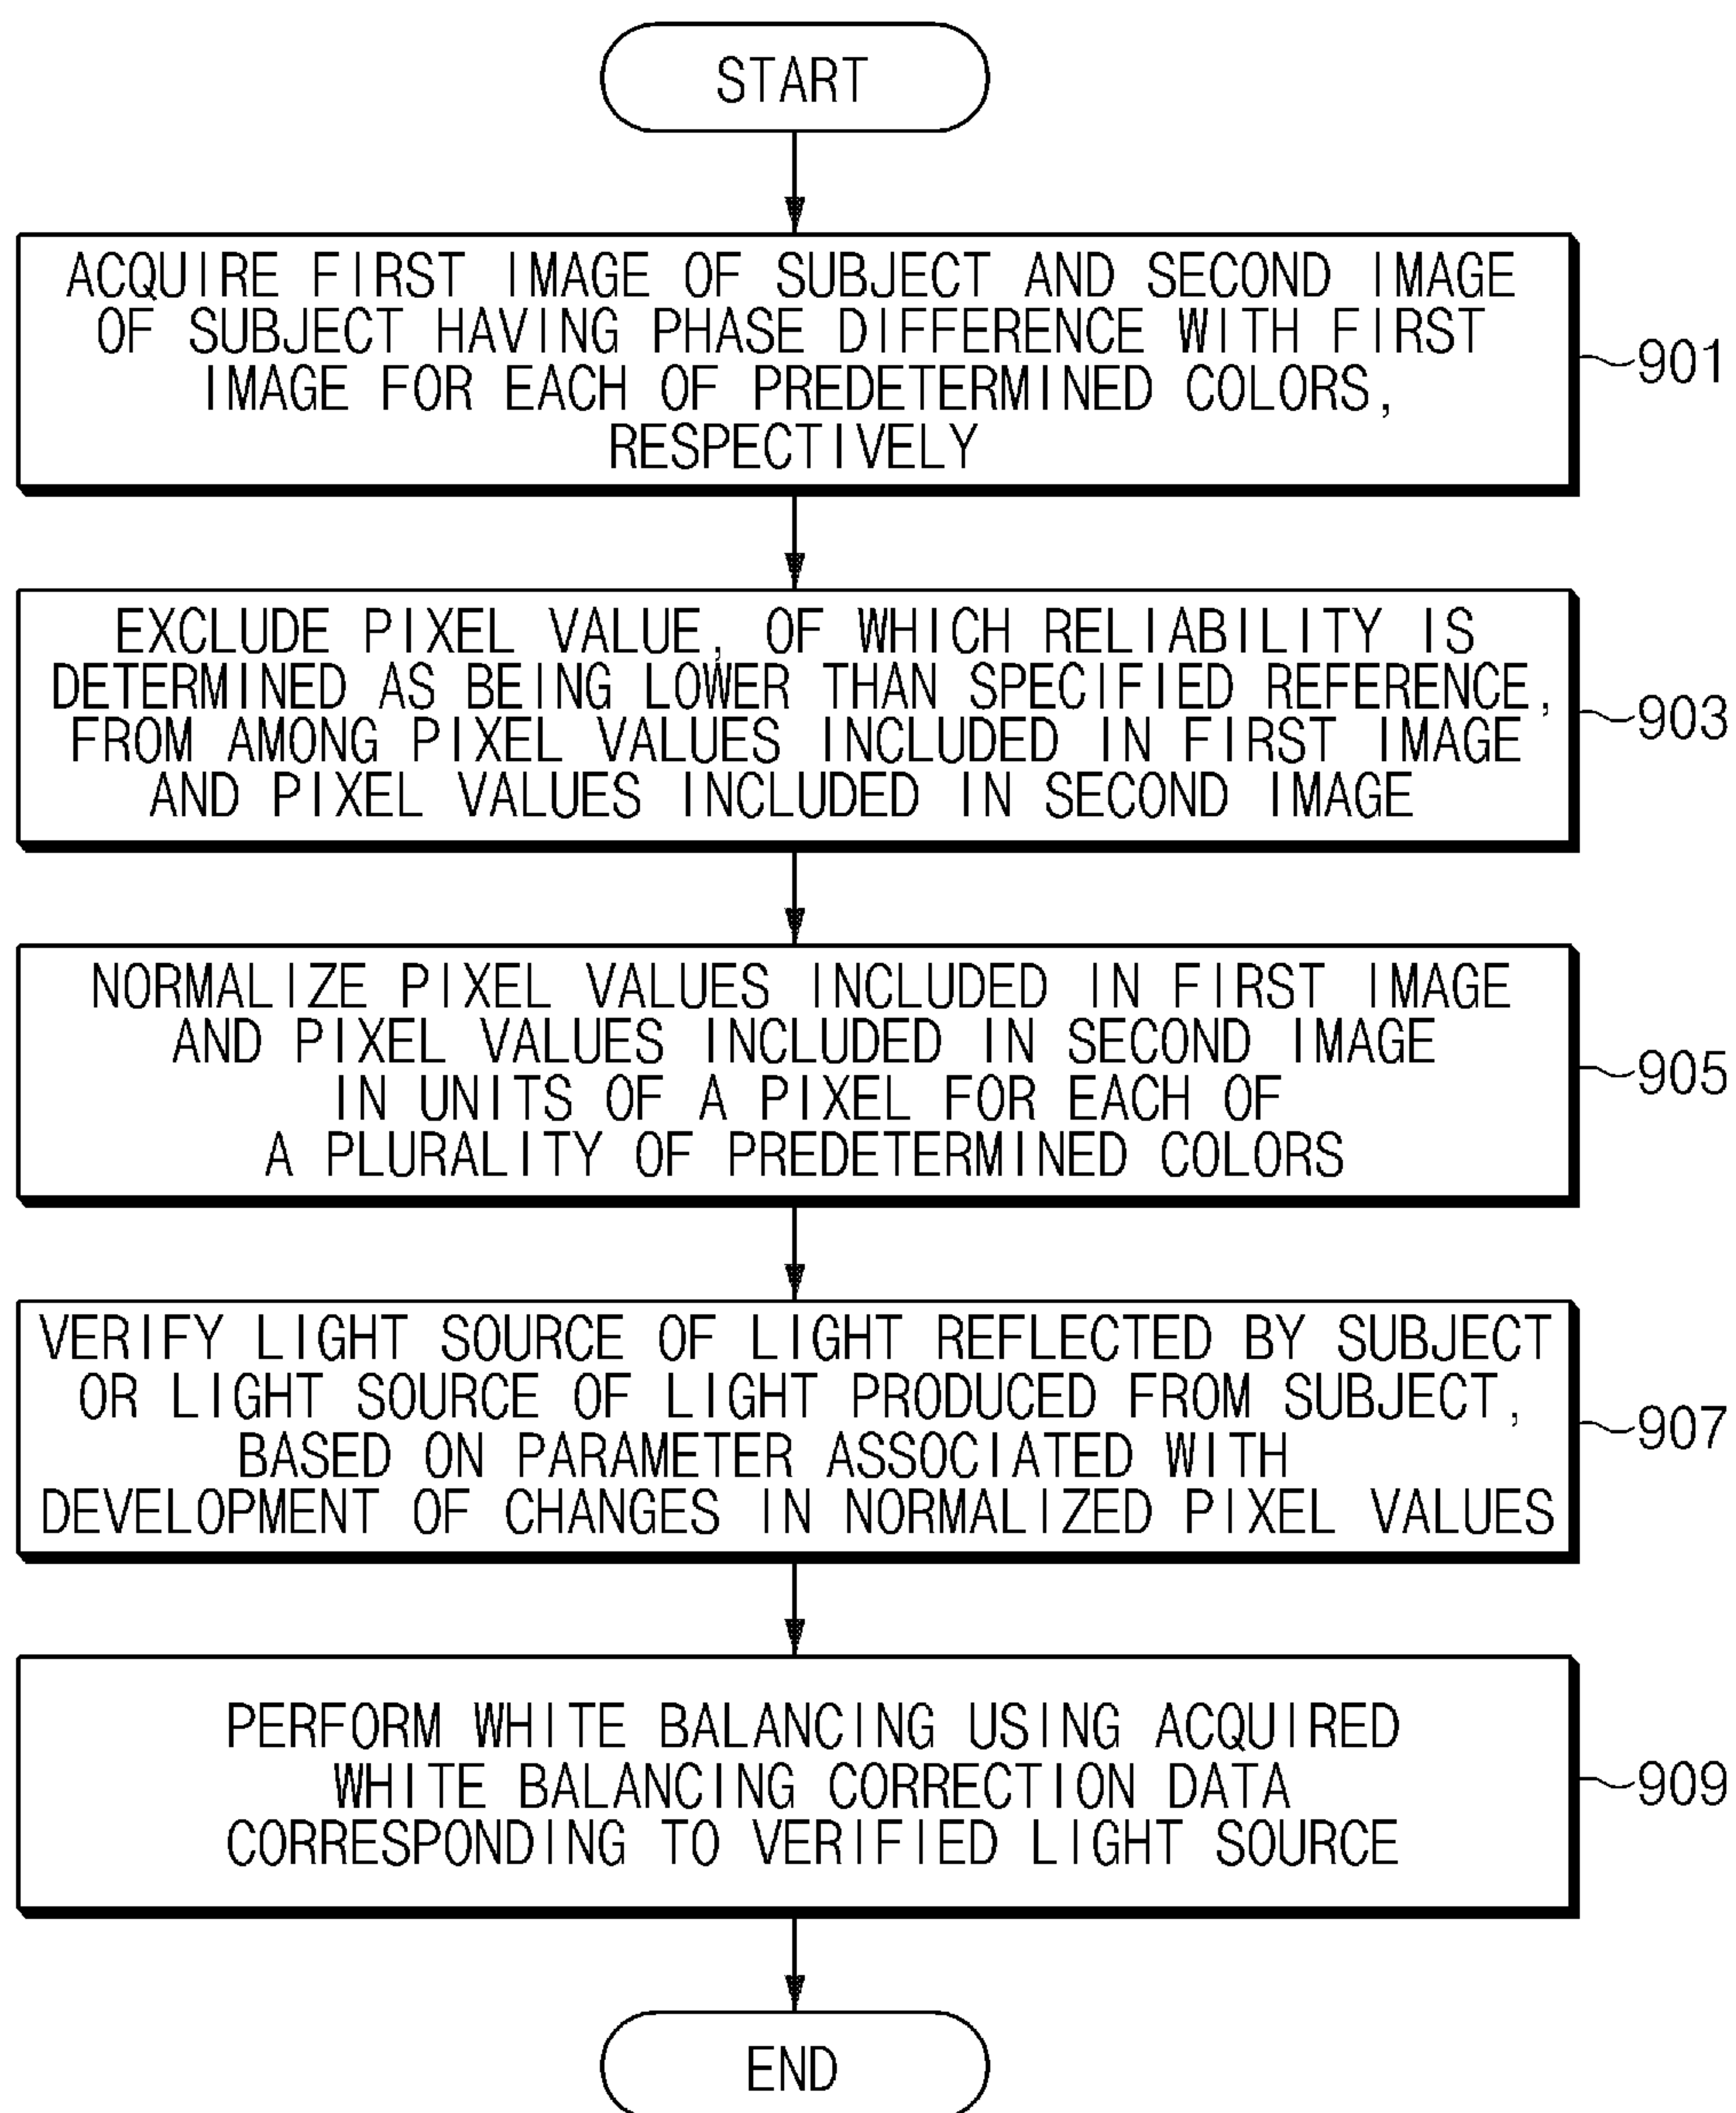 START
ACQUIRE FIRST IMAGE OF SUBJECT AND SECOND IMAGE
OF SUBJECT HAVING PHASE DIFFERENCE WITH FIRST
IMAGE FOR EACH OF PREDETERMINED COLORS,
RESPECTIVELY
901
EXCLUDE PIXEL VALUE, OF WHICH RELIABILITY IS
DETERMINED AS BEING LOWER THAN SPECIFIED REFERENCE,
FROM AMONG PIXEL VALUES INCLUDED IN FIRST IMAGE
AND PIXEL VALUES INCLUDED IN SECOND IMAGE
903
NORMALIZE PIXEL VALUES INCLUDED IN FIRST IMAGE
AND PIXEL VALUES INCLUDED IN SECOND IMAGE
IN UNITS OF A PIXEL FOR EACH OF
A PLURALITY OF PREDETERMINED COLORS
905
VERIFY LIGHT SOURCE OF LIGHT REFLECTED BY SUBJECT
OR LIGHT SOURCE OF LIGHT PRODUCED FROM SUBJECT,
BASED ON PARAMETER ASSOCIATED WITH
DEVELOPMENT OF CHANGES IN NORMALIZED PIXEL VALUES
907
PERFORM WHITE BALANCING USING ACQUIRED
WHITE BALANCING CORRECTION DATA
CORRESPONDING TO VERIFIED LIGHT SOURCE
909
END